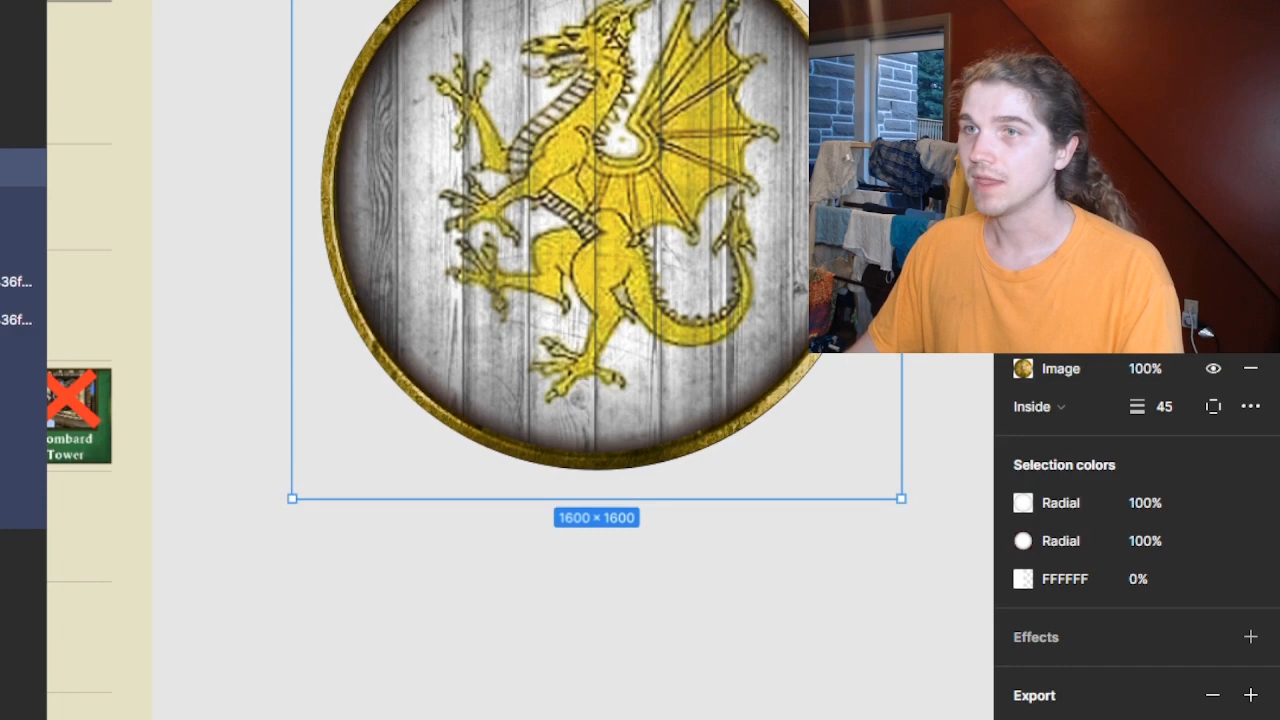 36f...
36f...
ombard
Tower
1600 × 1600
Image 100%
Inside 45
Selection colors
Radial 100%
Radial 100%
FFFFFF 0%
Effects
Export